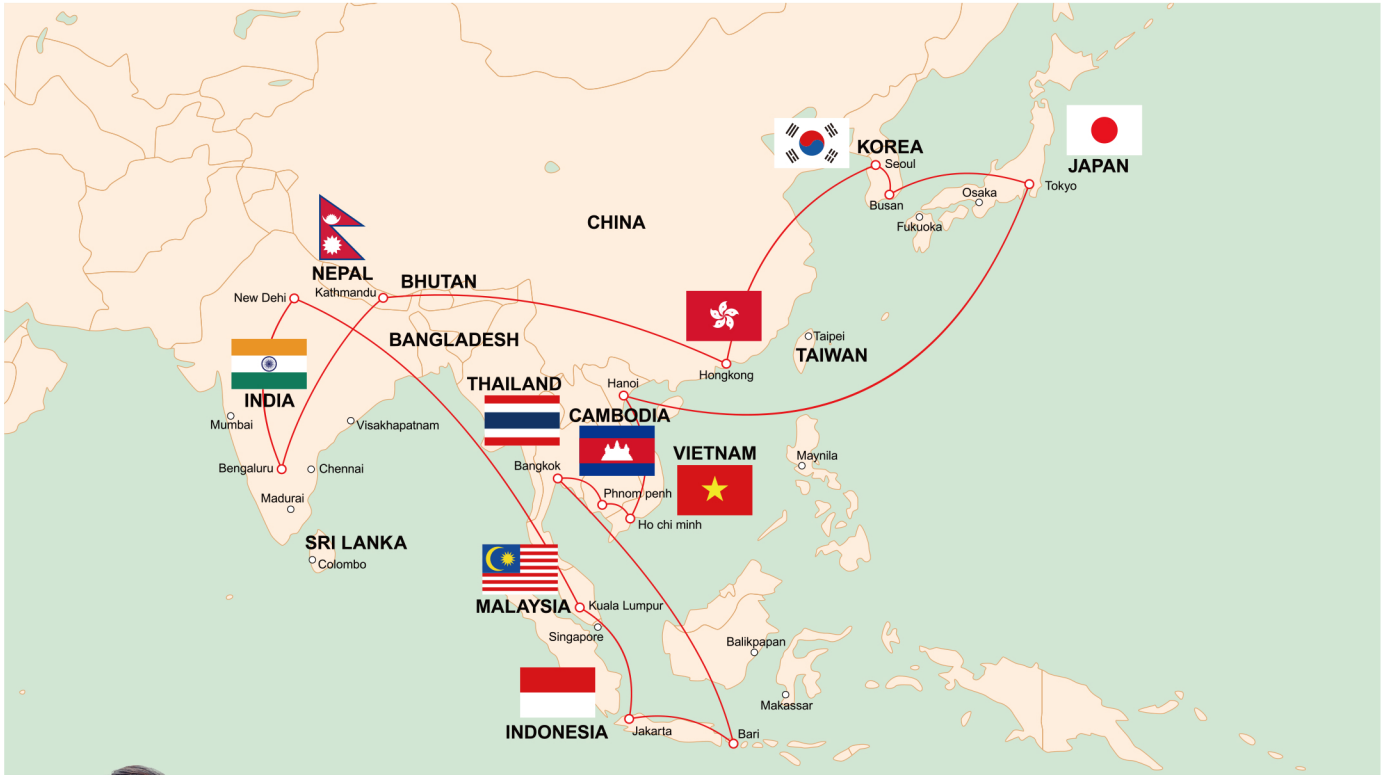 KOREA
Seoul
JAPAN
Tokyo
Osaka
Busan
Fukuoka
CHINA
NEPAL
BHUTAN
Kathmandu
New Dehi
BANGLADESH
Taipei
TAIWAN
Hongkong
THAILAND
Hanoi
INDIA
CAMBODIA
Mumbai
Visakhapatnam
VIETNAM
Maynila
Bengaluru
Chennai
Bangkok
Phnom penh
Madurai
Ho chi minh
SRI LANKA
Colombo
MALAYSIA
Kuala Lumpur
Singapore
Balikpapan
Makassar
INDONESIA
Jakarta
Bari